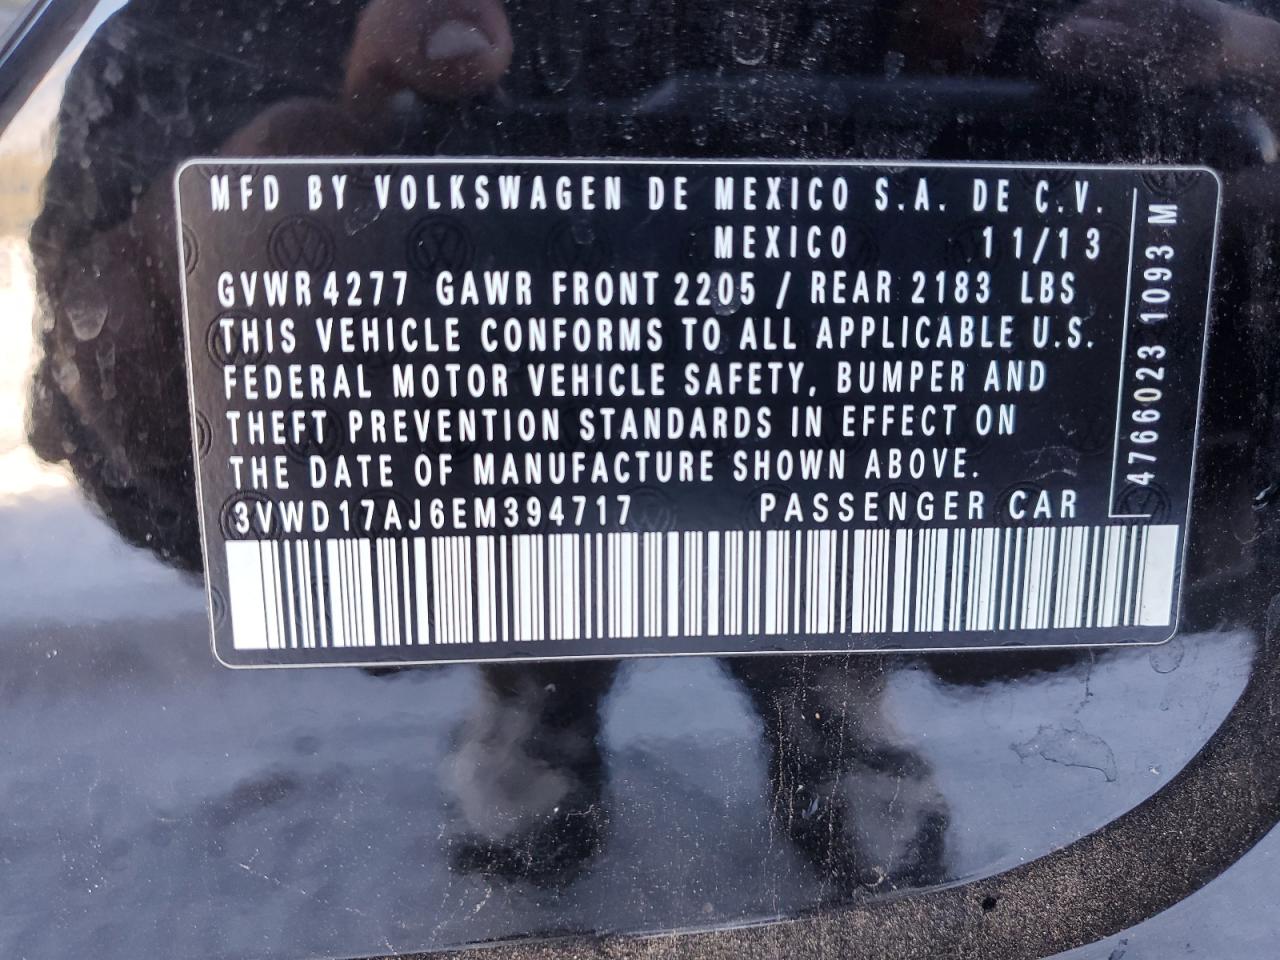 MFD BY VOLKSWAGEN DE MEXICO S.A. DE C.V.
MEXICO 11/13
GVWR 4277 GAWR FRONT 2205 / REAR 2183 LBS
THIS VEHICLE CONFORMS TO ALL APPLICABLE U.S.
FEDERAL MOTOR VEHICLE SAFETY, BUMPER AND
THEFT PREVENTION STANDARDS IN EFFECT ON
THE DATE OF MANUFACTURE SHOWN ABOVE.
3VWD17AJ6EM394717 PASSENGER CAR
4766023 1093 M